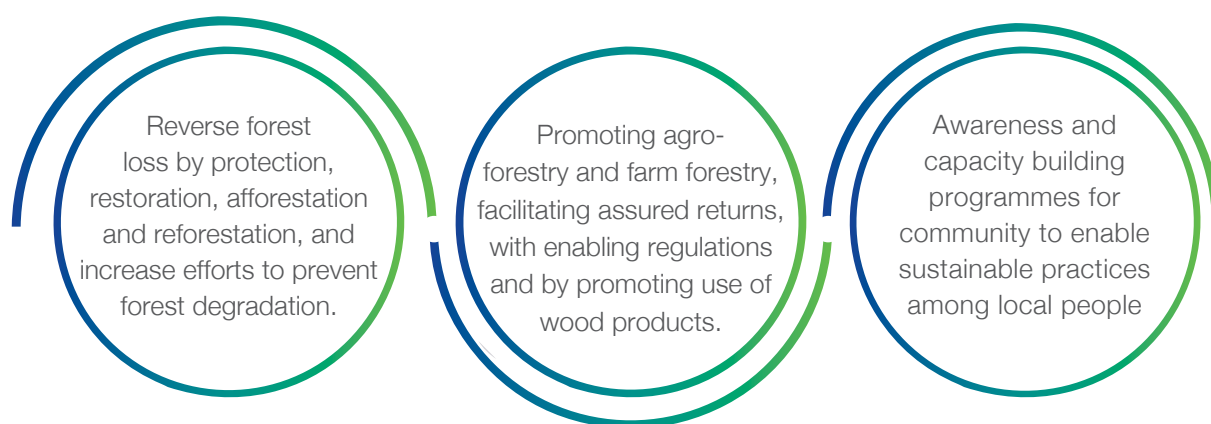 Reverse forest
loss by protection,
restoration, afforestation
and reforestation, and
increase efforts to prevent
forest degradation.
Promoting agro-
forestry and farm forestry,
facilitating assured returns,
with enabling regulations
and by promoting use of
wood products.
Awareness and
capacity building
programmes for
community to enable
sustainable practices
among local people